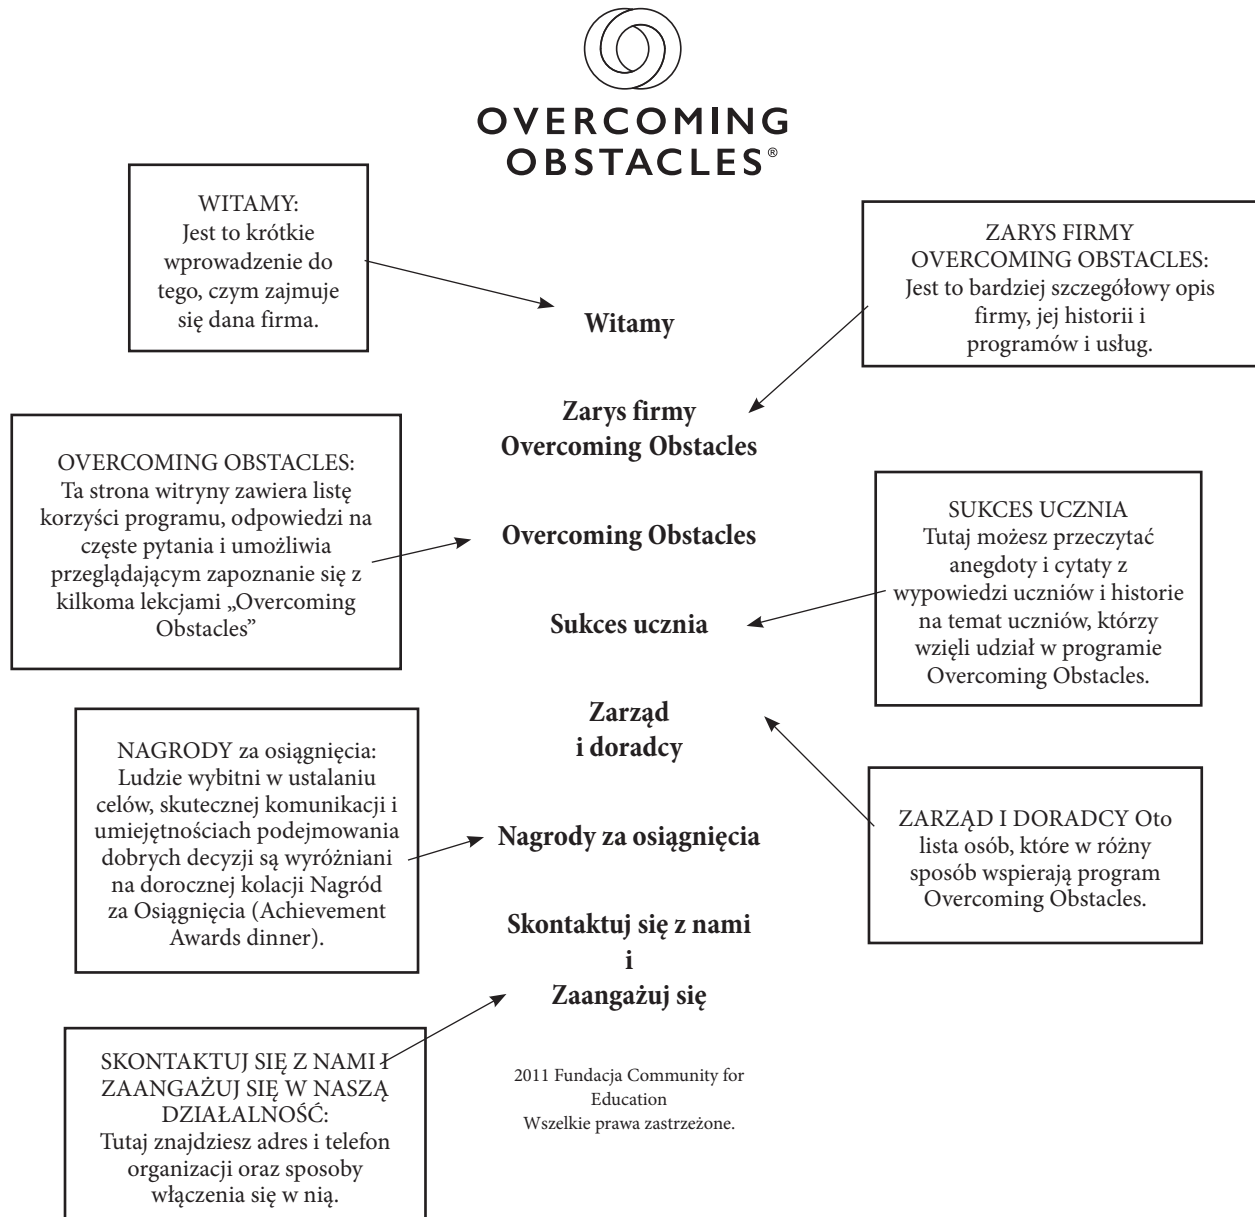 OVERCOMING
OBSTACLES®
WITAMY:
Jest to krótkie
wprowadzenie do
tego, czym zajmuje
się dana firma.
ZARYS FIRMY
OVERCOMING OBSTACLES:
Jest to bardziej szczegółowy opis
firmy, jej historii i
programów i usług.
Witamy
Zarys firmy
Overcoming Obstacles
OVERCOMING OBSTACLES:
Ta strona witryny zawiera listę
korzyści programu, odpowiedzi na
częste pytania i umożliwia
przeglądającym zapoznanie się z
kilkoma lekcjami „Overcoming
Obstacles”
Overcoming Obstacles
SUKCES UCZNIA
Tutaj możesz przeczytać
anegdoty i cytaty z
wypowiedzi uczniów i historie
na temat uczniów, którzy
wzięli udział w programie
Overcoming Obstacles.
Sukces ucznia
Zarząd
i doradcy
NAGRODY za osiągnięcia:
Ludzie wybitni w ustalaniu
celów, skutecznej komunikacji i
umiejętnościach podejmowania
dobrych decyzji są wyróżniani
na dorocznej kolacji Nagród
za Osiągnięcia (Achievement
Awards dinner).
ZARZĄD I DORADCY Oto
lista osób, które w różny
sposób wspierają program
Overcoming Obstacles.
Nagrody za osiągnięcia
Skontaktuj się z nami
i
Zaangażuj się
SKONTAKTUJ SIĘ Z NAMI I
ZAANGAŻUJ SIĘ W NASZĄ
DZIAŁALNOŚĆ:
Tutaj znajdziesz adres i telefon
organizacji oraz sposoby
włączenia się w nią.
2011 Fundacja Community for
Education
Wszelkie prawa zastrzeżone.